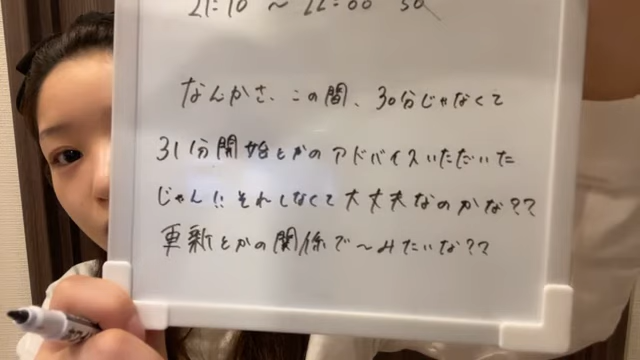 21:10 〜 22:00 50
なんかさ、この間、30分じゃなくて
31分開始とかのアドバイスいただいた
じゃん!! それしなくて大丈夫なのかな??
更新とかの関係で〜みたいな??